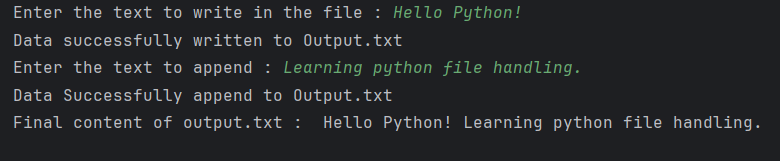 Enter the text to write in the file : Hello Python!
Data successfully written to Output.txt
Enter the text to append : Learning python file handling.
Data Successfully append to Output.txt
Final content of output.txt :  Hello Python! Learning python file handling.